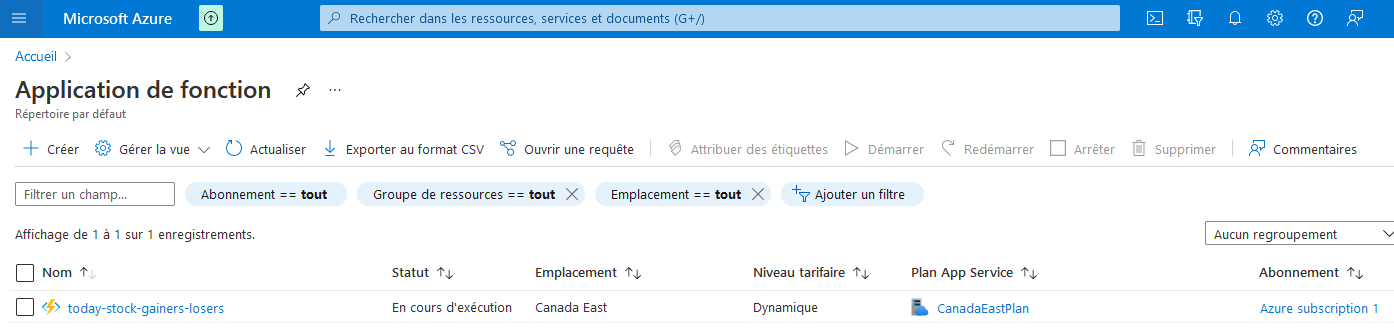 Microsoft Azure
Rechercher dans les ressources, services et documents (G+/)
Accueil
Application de fonction
Répertoire par défaut
Créer Gérer la vue Actualiser Exporter au format CSV Ouvrir une requête Attribuer des étiquettes Démarrer Redémarrer Arrêter Supprimer Commentaires
Filtrer un champ... Abonnement == tout Groupe de ressources == tout Emplacement == tout Ajouter un filtre
Affichage de 1 à 1 sur 1 enregistrements. Aucun regroupement
Nom Statut Emplacement Niveau tarifaire Plan App Service Abonnement
today-stock-gainers-losers En cours d'exécution Canada East Dynamique CanadaEastPlan Azure subscription 1